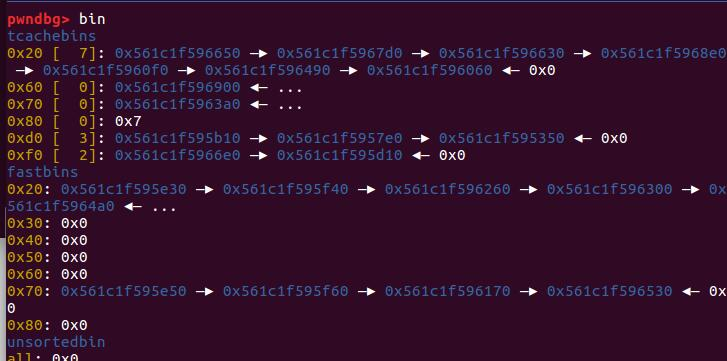 pwndbg> bin
tcachebins
0x20 [  7]: 0x561c1f596650 —▸ 0x561c1f5967d0 —▸ 0x561c1f596630 —▸ 0x561c1f5968e0
 —▸ 0x561c1f5960f0 —▸ 0x561c1f596490 —▸ 0x561c1f596060 ◂— 0x0
0x60 [  0]: 0x561c1f596900 ◂— ...
0x70 [  0]: 0x561c1f5963a0 ◂— ...
0x80 [  0]: 0x7
0xd0 [  3]: 0x561c1f595b10 —▸ 0x561c1f5957e0 —▸ 0x561c1f595350 ◂— 0x0
0xf0 [  2]: 0x561c1f5966e0 —▸ 0x561c1f595d10 ◂— 0x0
fastbins
0x20: 0x561c1f595e30 —▸ 0x561c1f595f40 —▸ 0x561c1f596260 —▸ 0x561c1f596300 —▸ 0x
561c1f5964a0 ◂— ...
0x30: 0x0
0x40: 0x0
0x50: 0x0
0x60: 0x0
0x70: 0x561c1f595e50 —▸ 0x561c1f595f60 —▸ 0x561c1f596170 —▸ 0x561c1f596530 ◂— 0x
0
0x80: 0x0
unsortedbin
all: 0x0